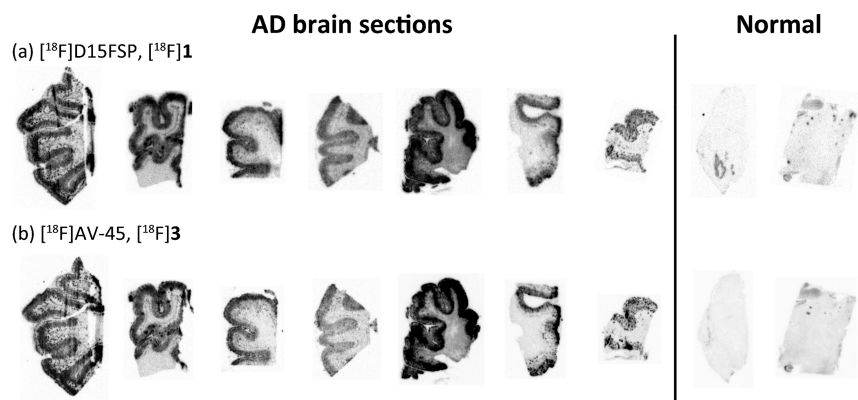 AD brain sections Normal
(a) [¹⁸F]D15FSP, [¹⁸F]1
(b) [¹⁸F]AV-45, [¹⁸F]3